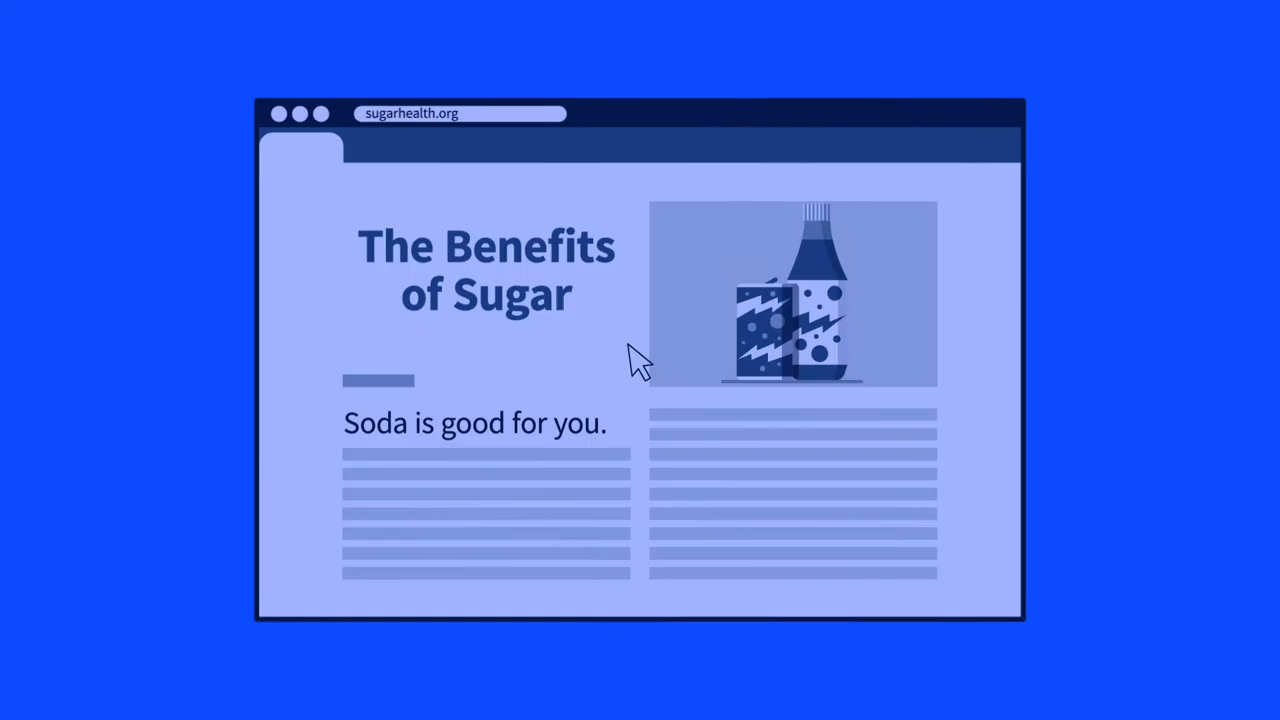 sugarhealth.org
The Benefits
of Sugar
Soda is good for you.